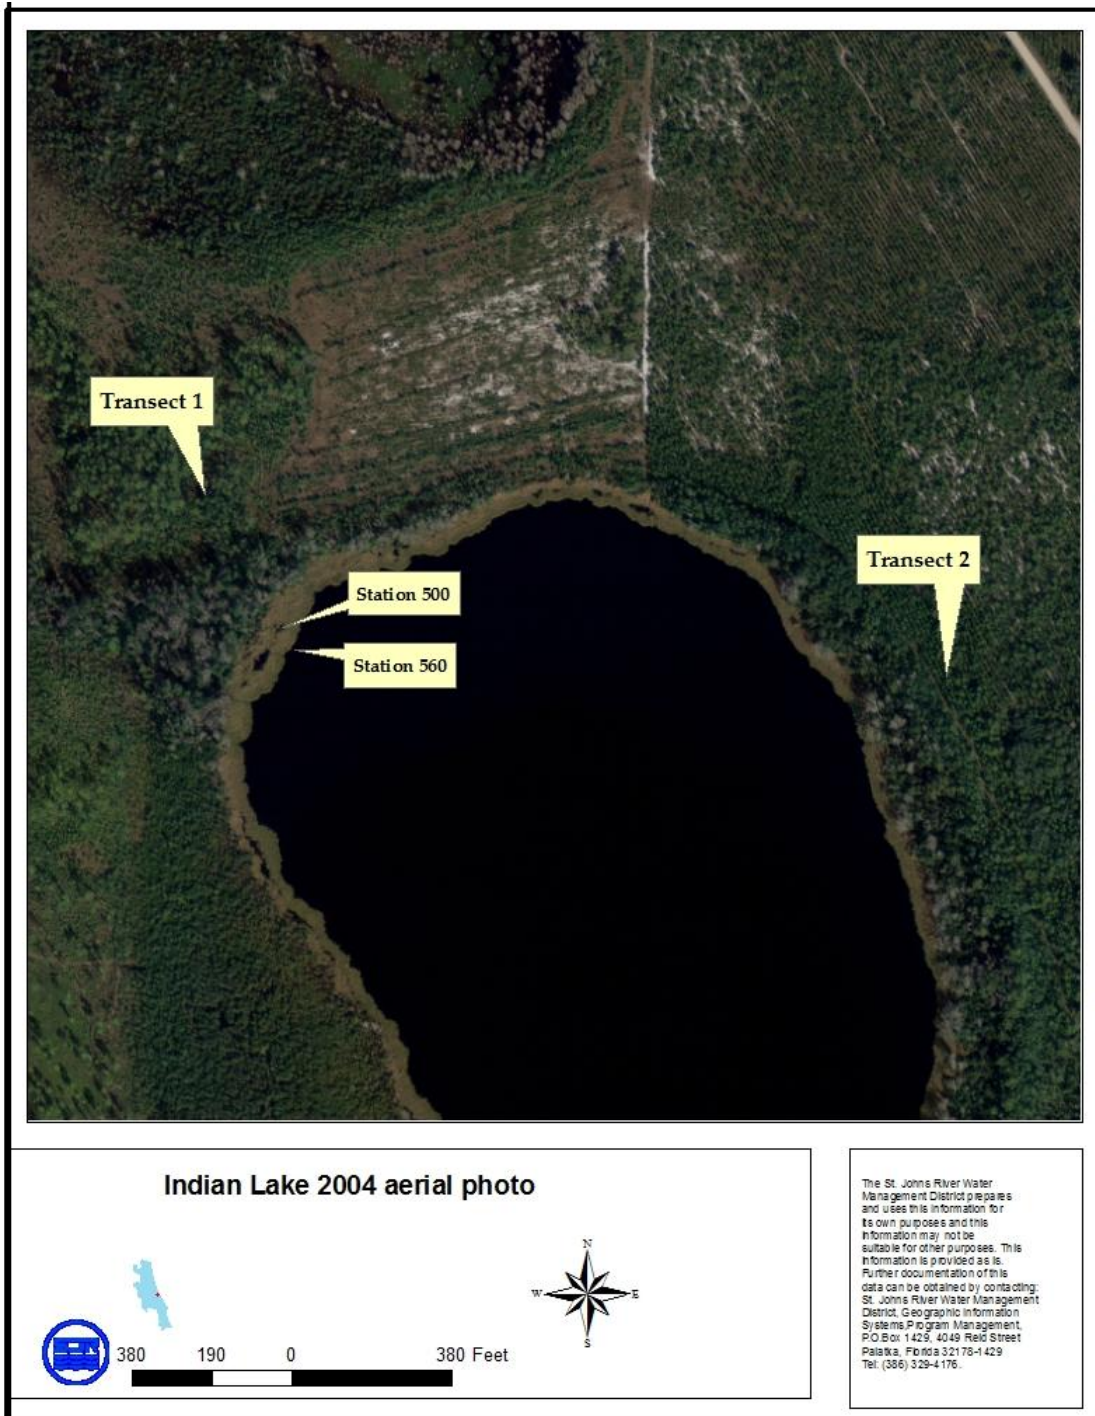 Transect 1
Transect 2
Station 500
Station 560
Indian Lake 2004 aerial photo
N
W
E
S
380 190 0 380 Feet
The St. Johns River Water
Management District prepares
and uses this information for
its own purposes and this
information may not be
suitable for other purposes. This
information is provided as is.
Further documentation of this
data can be obtained by contacting:
St. Johns River Water Management
District, Geographic Information
Systems,Program Management,
P.O.Box 1429, 4049 Reid Street
Palatka, Florida 32178-1429
Tel: (386) 329-4176.